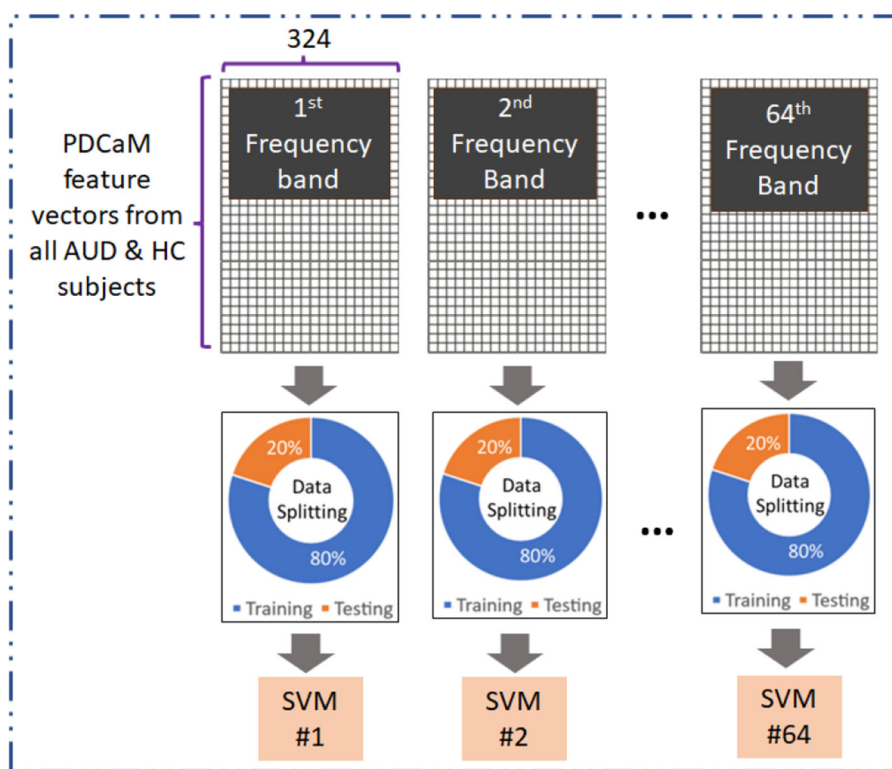 324
PDCaM
feature
vectors from
all AUD & HC
subjects
1st
Frequency
band
2nd
Frequency
Band
...
64th
Frequency
Band
20%
Data
Splitting
80%
Training Testing
20%
Data
Splitting
80%
Training Testing
...
20%
Data
Splitting
80%
Training Testing
SVM
#1
SVM
#2
SVM
#64